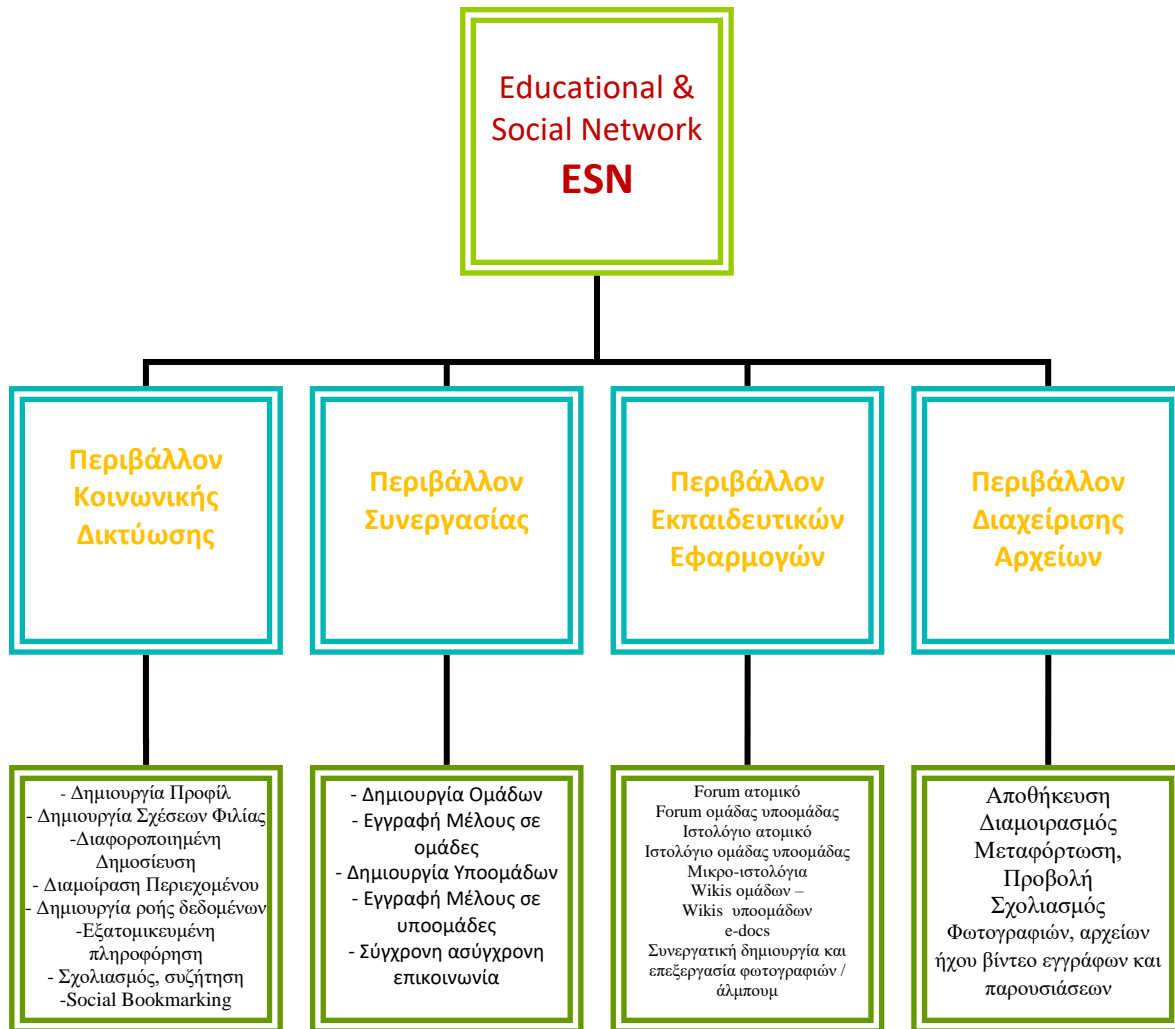 Educational &
Social Network
ESN
Περιβάλλον
Κοινωνικής
Δικτύωσης
Περιβάλλον
Συνεργασίας
Περιβάλλον
Εκπαιδευτικών
Εφαρμογών
Περιβάλλον
Διαχείρισης
Αρχείων
- Δημιουργία Προφίλ
- Δημιουργία Σχέσεων Φιλίας
-Διαφοροποιημένη
Δημοσίευση
- Διαμοίραση Περιεχομένου
- Δημιουργία ροής δεδομένων
-Εξατομικευμένη
πληροφόρηση
- Σχολιασμός, συζήτηση
-Social Bookmarking
- Δημιουργία Ομάδων
- Εγγραφή Μέλους σε
ομάδες
- Δημιουργία Υποομάδων
- Εγγραφή Μέλους σε
υποομάδες
- Σύγχρονη ασύγχρονη
επικοινωνία
Forum ατομικό
Forum ομάδας υποομάδας
Ιστολόγιο ατομικό
Ιστολόγιο ομάδας υποομάδας
Μικρο-ιστολόγια
Wikis ομάδων –
Wikis υποομάδων
e-docs
Συνεργατική δημιουργία και
επεξεργασία φωτογραφιών /
άλμπουμ
Αποθήκευση
Διαμοιρασμός
Μεταφόρτωση,
Προβολή
Σχολιασμός
Φωτογραφιών, αρχείων
ήχου βίντεο εγγράφων και
παρουσιάσεων